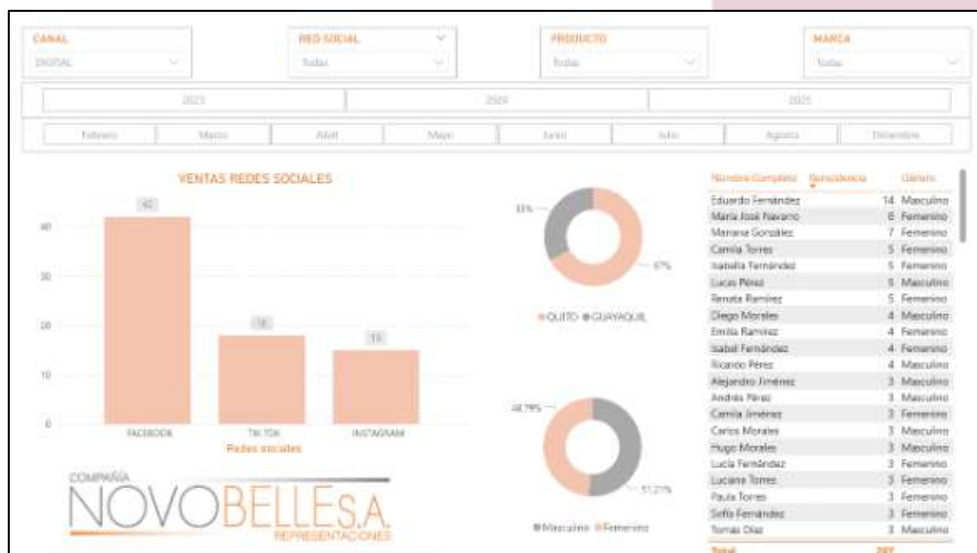 CANAL RED SOCIAL PRODUCTO MARCA
DIGITAL Todas Todas Todas
2023 2024 2025
Febrero Marzo Abril Mayo Junio Julio Agosto Diciembre
VENTAS REDES SOCIALES
42
18
15
40
30
20
10
0
FACEBOOK TIK TOK INSTAGRAM
Redes sociales
COMPAÑÍA
NOVOBELLE S.A.
REPRESENTACIONES
33%
67%
QUITO GUAYAQUIL
48,79%
51,21%
Masculino Femenino
Nombre Completo Género
Eduardo Fernández 14 Masculino
María José Navarro 8 Femenino
Mariana González 7 Femenino
Camila Torres 5 Femenino
Isabella Fernández 5 Femenino
Lucas Pérez 5 Masculino
Renata Ramírez 5 Femenino
Diego Morales 4 Masculino
Emilia Ramírez 4 Femenino
Isabel Fernández 4 Femenino
Ricardo Pérez 4 Masculino
Alejandro Jiménez 3 Masculino
Andrés Pérez 3 Masculino
Camila Jiménez 3 Femenino
Carlos Morales 3 Masculino
Hugo Morales 3 Masculino
Lucía Fernández 3 Femenino
Luciana Torres 3 Femenino
Paula Torres 3 Femenino
Sofía Fernández 3 Femenino
Tomás Díaz 3 Masculino
Total